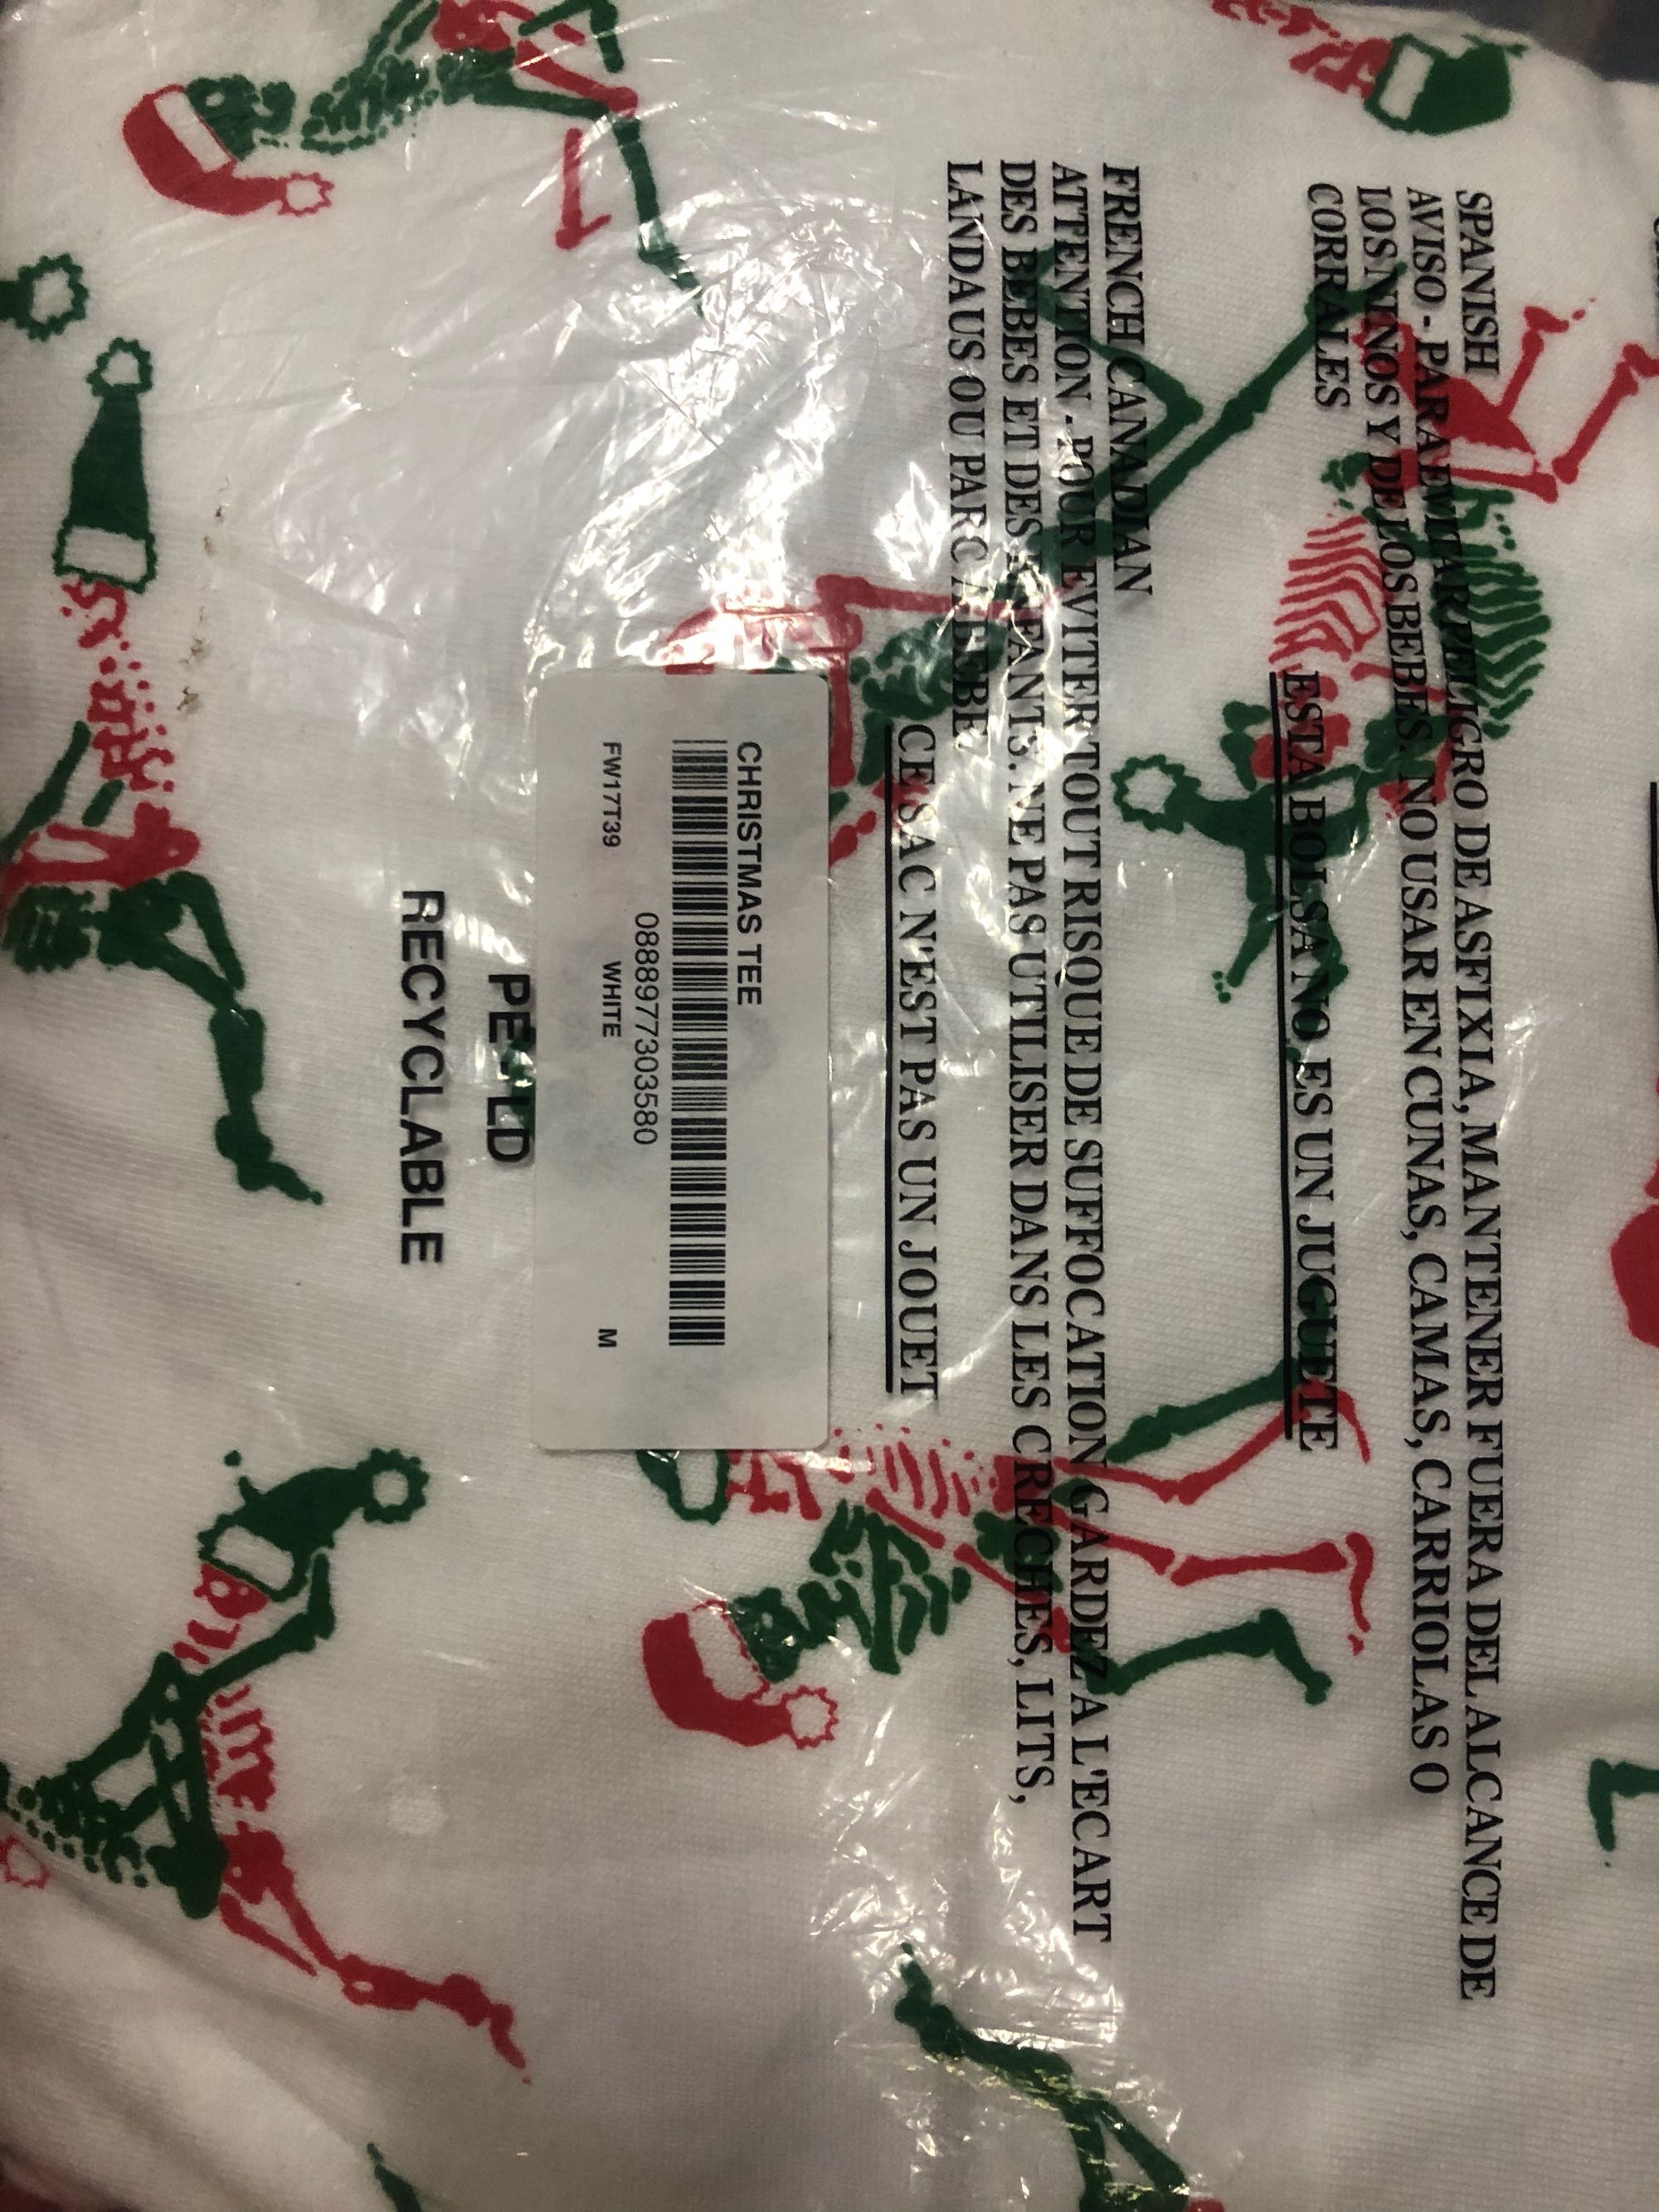 SPANISH
AVISO - PARA EVITAR PELIGRO DE ASFIXIA, MANTENER FUERA DEL ALCANCE DE
LOS NINOS Y DE LOS BEBES. NO USAR EN CUNAS, CAMAS, CARRIOLAS O
CORRALES
ESTA BOLSA NO ES UN JUGUETE
FRENCH CANADIAN
ATTENTION - POUR EVITER TOUT RISQUE DE SUFFOCATION GARDEZ A L'ECART
DES BEBES ET DES ENFANTS. NE PAS UTILISER DANS LES CRECHES, LITS,
LANDAUS OU PARC A BEBE
CE SAC N'EST PAS UN JOUET
CHRISTMAS TEE
0888977303580
FW17T39 WHITE M
PE-LD
RECYCLABLE